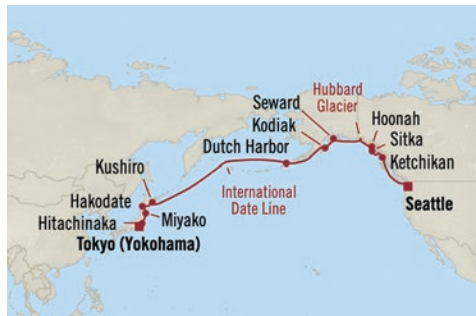 Hubbard
Glacier
Seward
Hoonah
Kodiak
Sitka
Dutch Harbor
Ketchikan
Kushiro
International
Date Line
Hakodate
Miyako
Seattle
Hitachinaka
Tokyo (Yokohama)